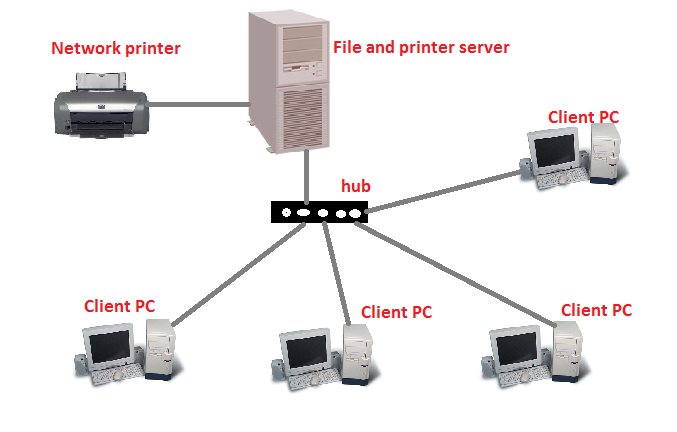 Network printer
File and printer server
Client PC
hub
Client PC
Client PC
Client PC